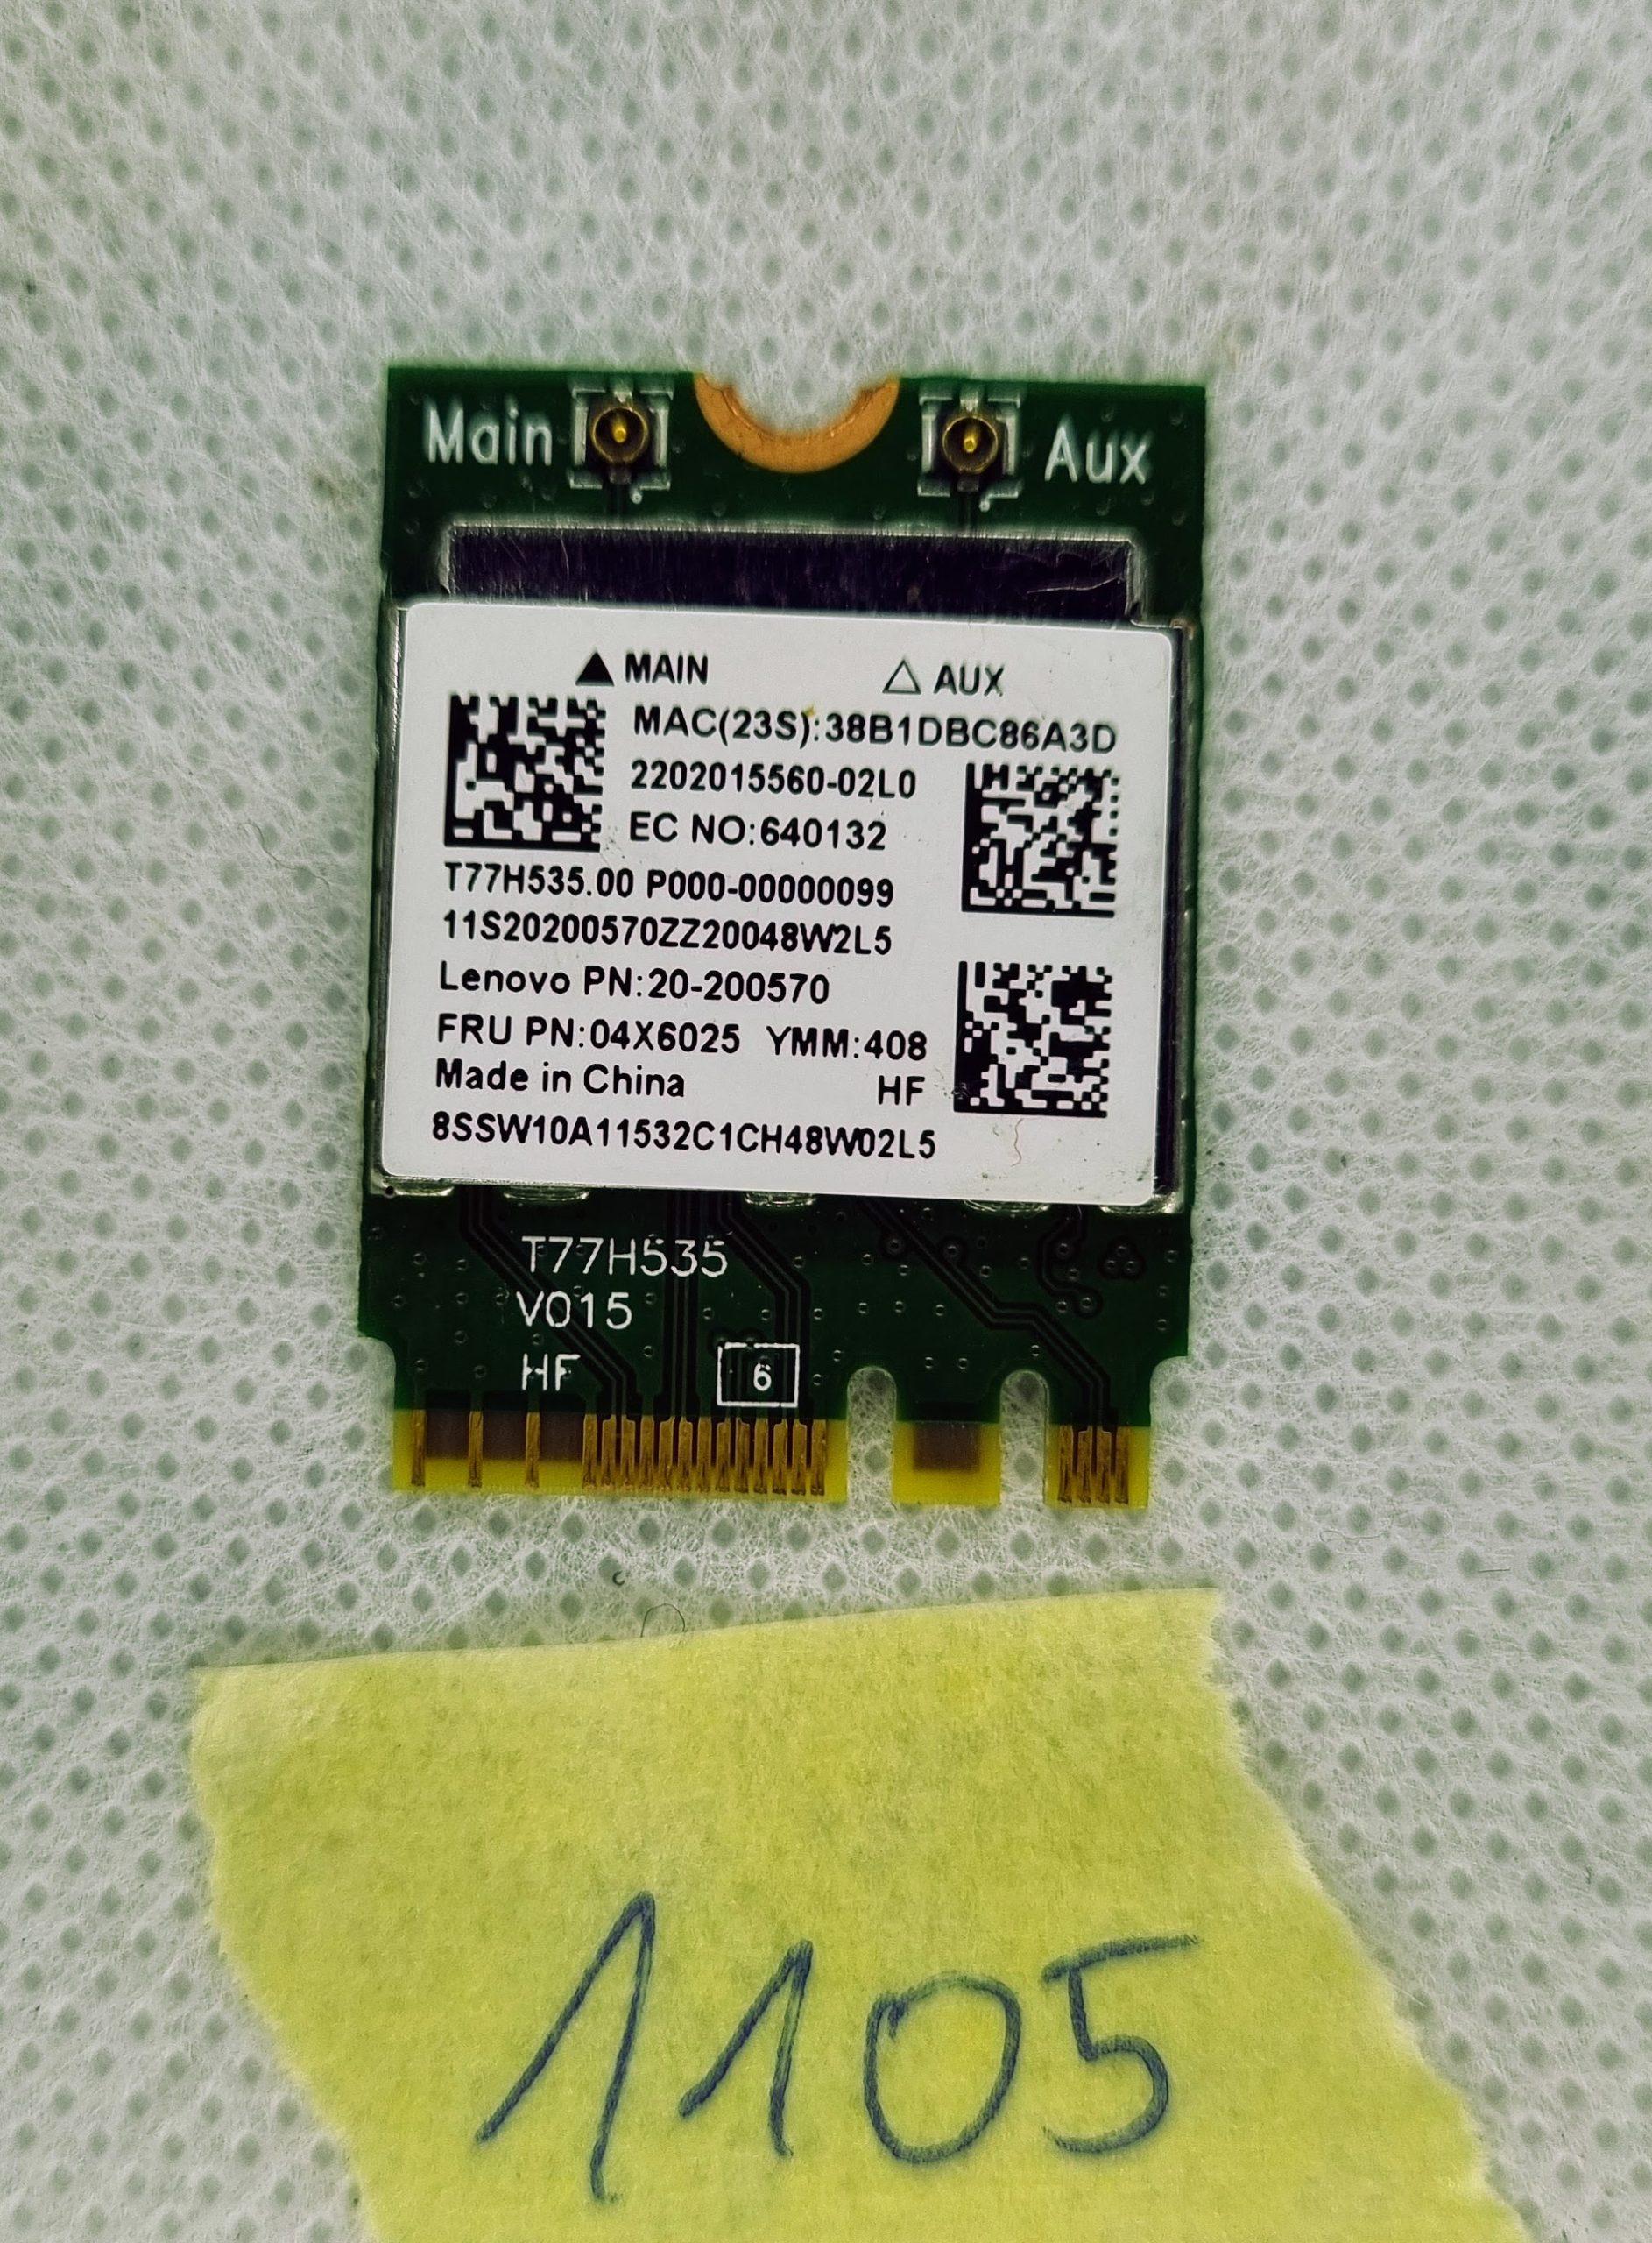 Main Aux
▲ MAIN △ AUX
MAC(23S):38B1DBC86A3D
2202015560-02L0
EC NO:640132
T77H535.00 P000-00000099
11S20200570ZZ20048W2L5
Lenovo PN:20-200570
FRU PN:04X6025 YMM:408
Made in China HF
8SSW10A11532C1CH48W02L5
T77H535
V015
HF 6
1105